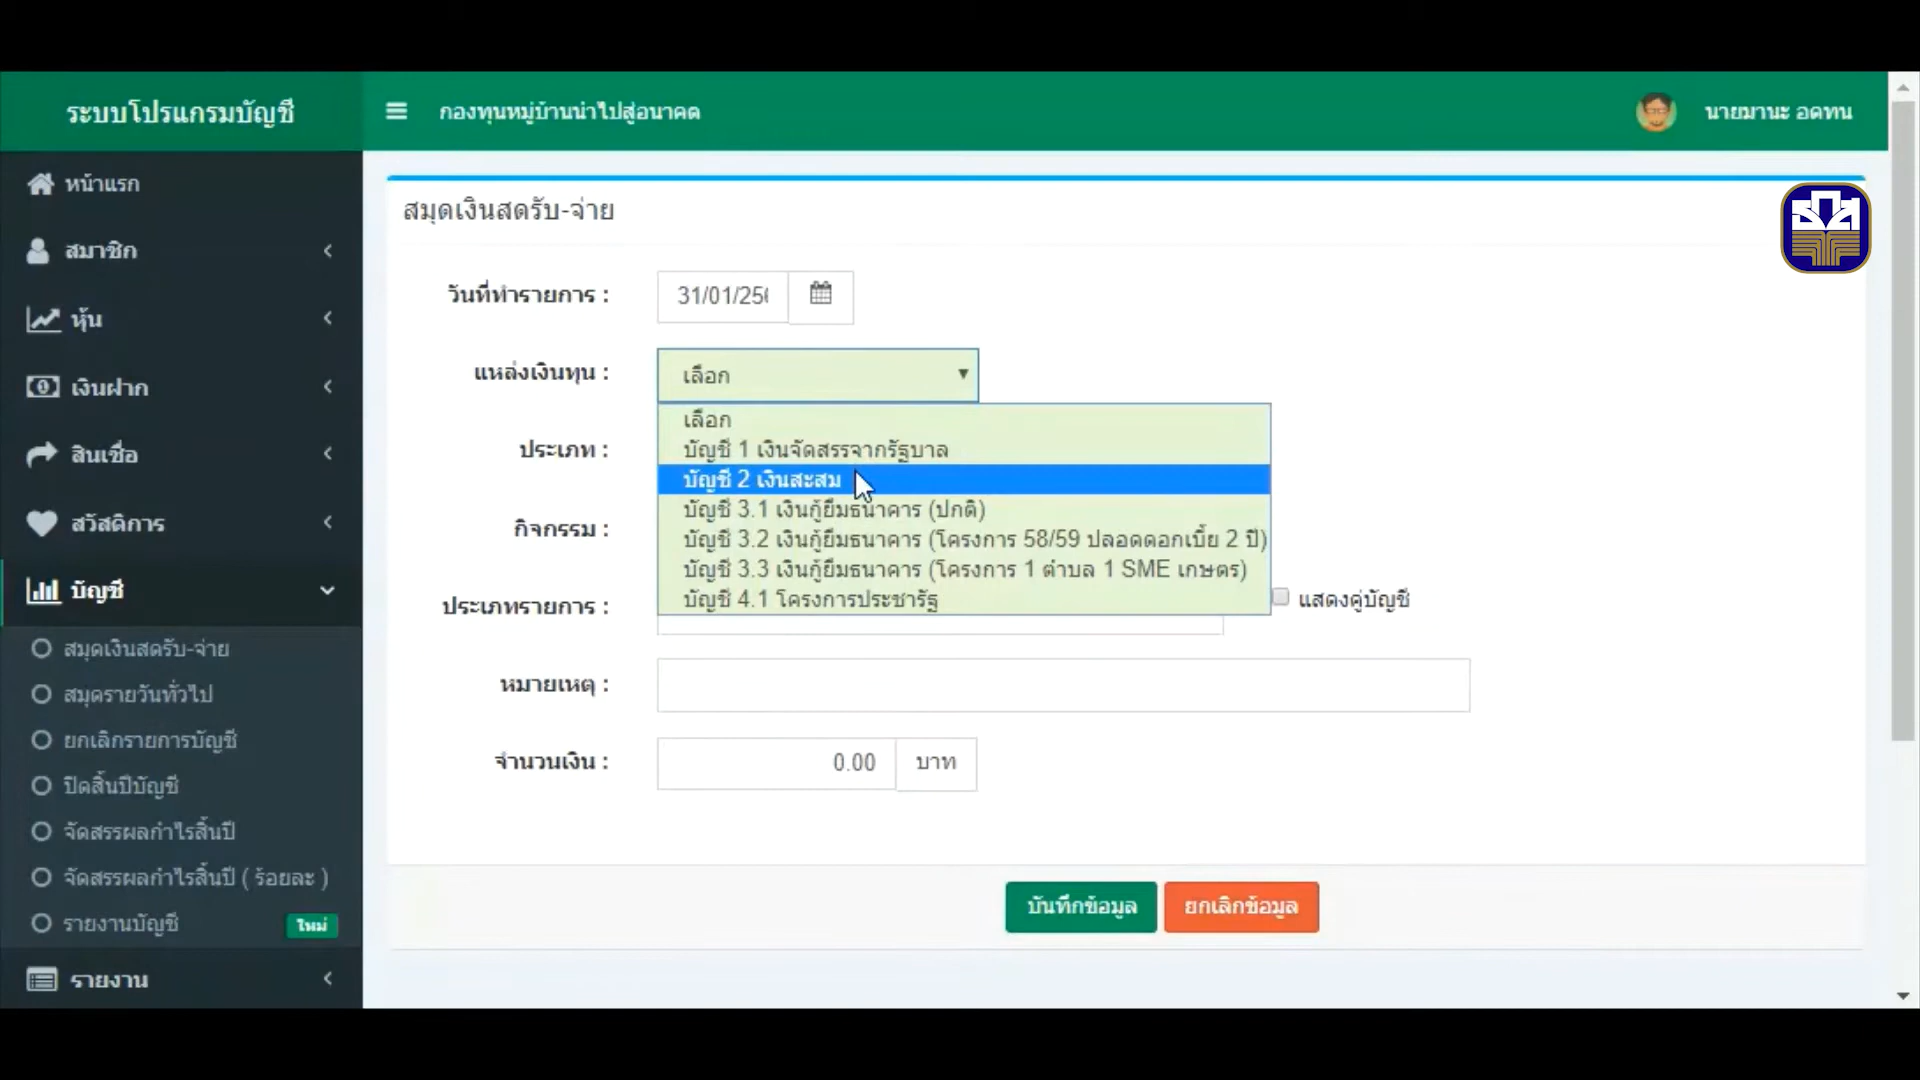 ระบบโปรแกรมบัญชี
กองทุนหมู่บ้านนำไปสู่อนาคต
นายมานะ อดทน
หน้าแรก
สมาชิก
หุ้น
เงินฝาก
สินเชื่อ
สวัสดิการ
บัญชี
สมุดเงินสดรับ-จ่าย
สมุดรายวันทั่วไป
ยกเลิกรายการบัญชี
ปิดสิ้นปีบัญชี
จัดสรรผลกำไรสิ้นปี
จัดสรรผลกำไรสิ้นปี ( ร้อยละ )
รายงานบัญชี ใหม่
รายงาน
สมุดเงินสดรับ-จ่าย
วันที่ทำรายการ : 31/01/25
แหล่งเงินทุน : เลือก
เลือก
บัญชี 1 เงินจัดสรรจากรัฐบาล
บัญชี 2 เงินสะสม
บัญชี 3.1 เงินกู้ยืมธนาคาร (ปกติ)
บัญชี 3.2 เงินกู้ยืมธนาคาร (โครงการ 58/59 ปลอดดอกเบี้ย 2 ปี)
บัญชี 3.3 เงินกู้ยืมธนาคาร (โครงการ 1 ตำบล 1 SME เกษตร)
บัญชี 4.1 โครงการประชารัฐ
ประเภท :
กิจกรรม :
ประเภทรายการ : แสดงคู่บัญชี
หมายเหตุ :
จำนวนเงิน : 0.00 บาท
บันทึกข้อมูล ยกเลิกข้อมูล